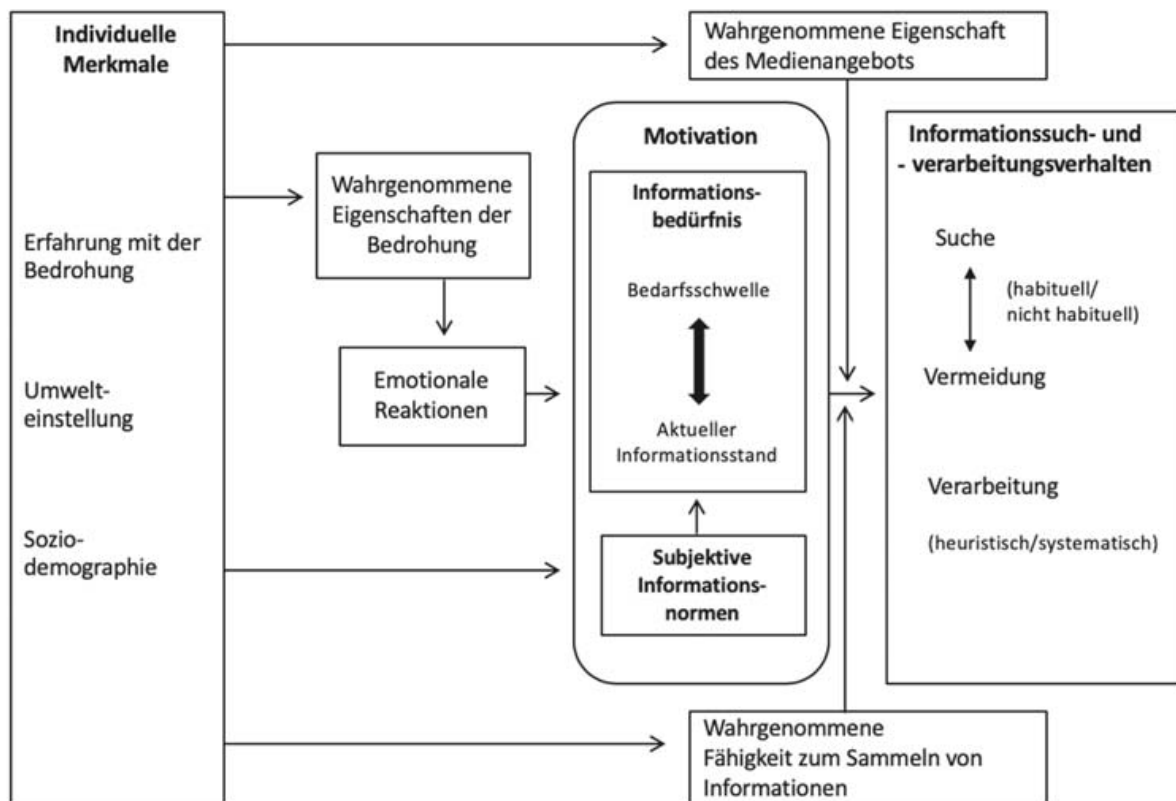 Individuelle
Merkmale
Erfahrung mit der
Bedrohung
Umwelt-
einstellung
Sozio-
demographie
Wahrgenommene
Eigenschaften der
Bedrohung
Emotionale
Reaktionen
Wahrgenommene Eigenschaft
des Medienangebots
Motivation
Informations-
bedürfnis
Bedarfsschwelle
Aktueller
Informationsstand
Subjektive
Informations-
normen
Wahrgenommene
Fähigkeit zum Sammeln von
Informationen
Informationssuch- und
- verarbeitungsverhalten
Suche
(habituell/
nicht habituell)
Vermeidung
Verarbeitung
(heuristisch/systematisch)